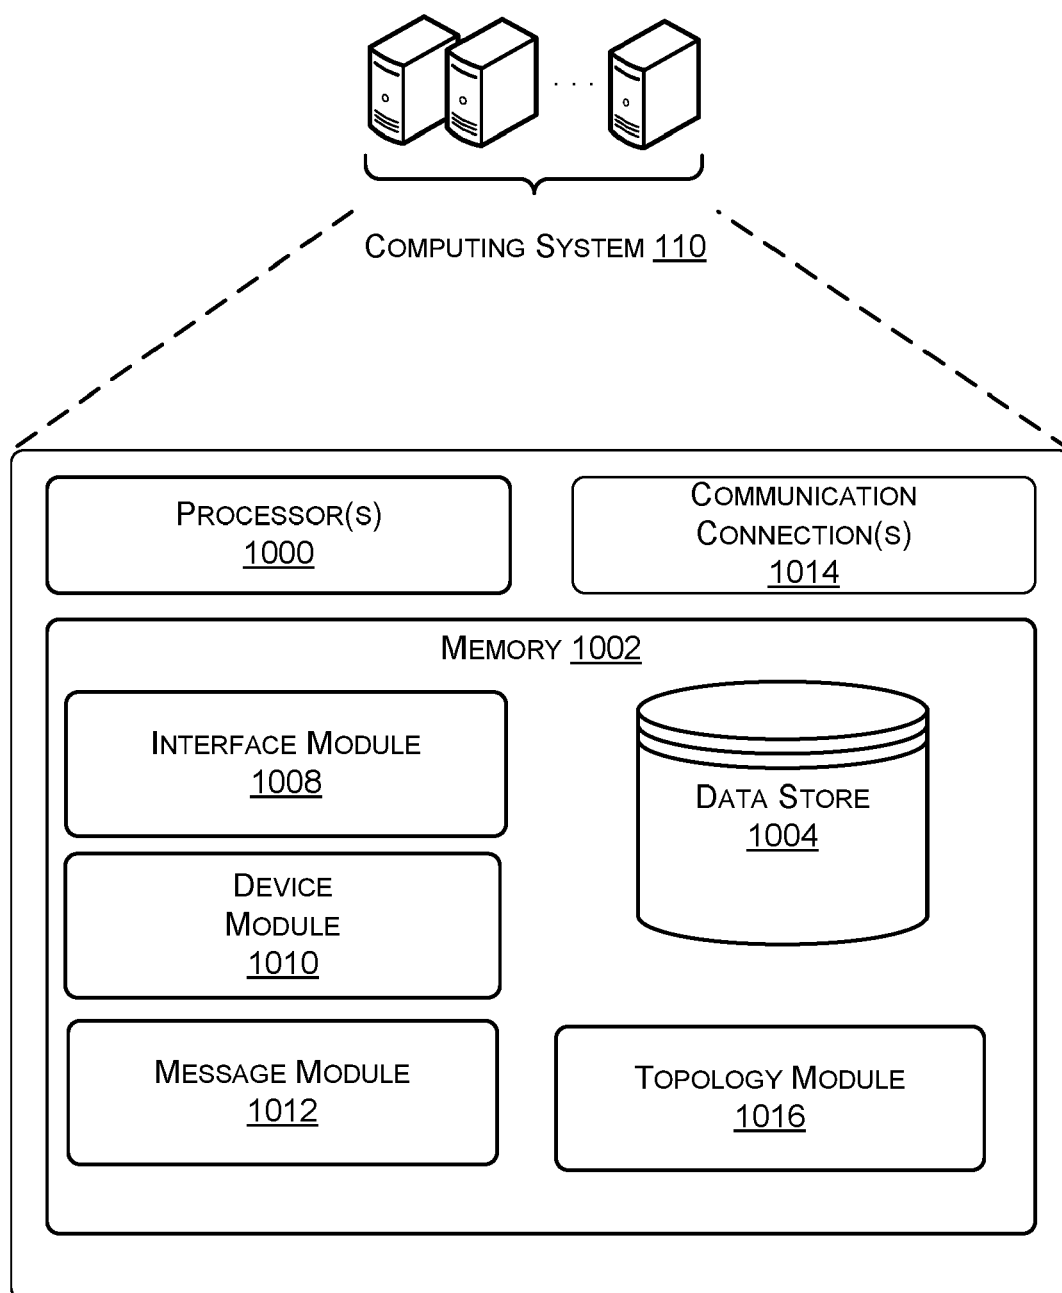 . . .
COMPUTING SYSTEM 110
PROCESSOR(S)
1000
COMMUNICATION
CONNECTION(S)
1014
MEMORY 1002
INTERFACE MODULE
1008
DATA STORE
1004
DEVICE
MODULE
1010
MESSAGE MODULE
1012
TOPOLOGY MODULE
1016